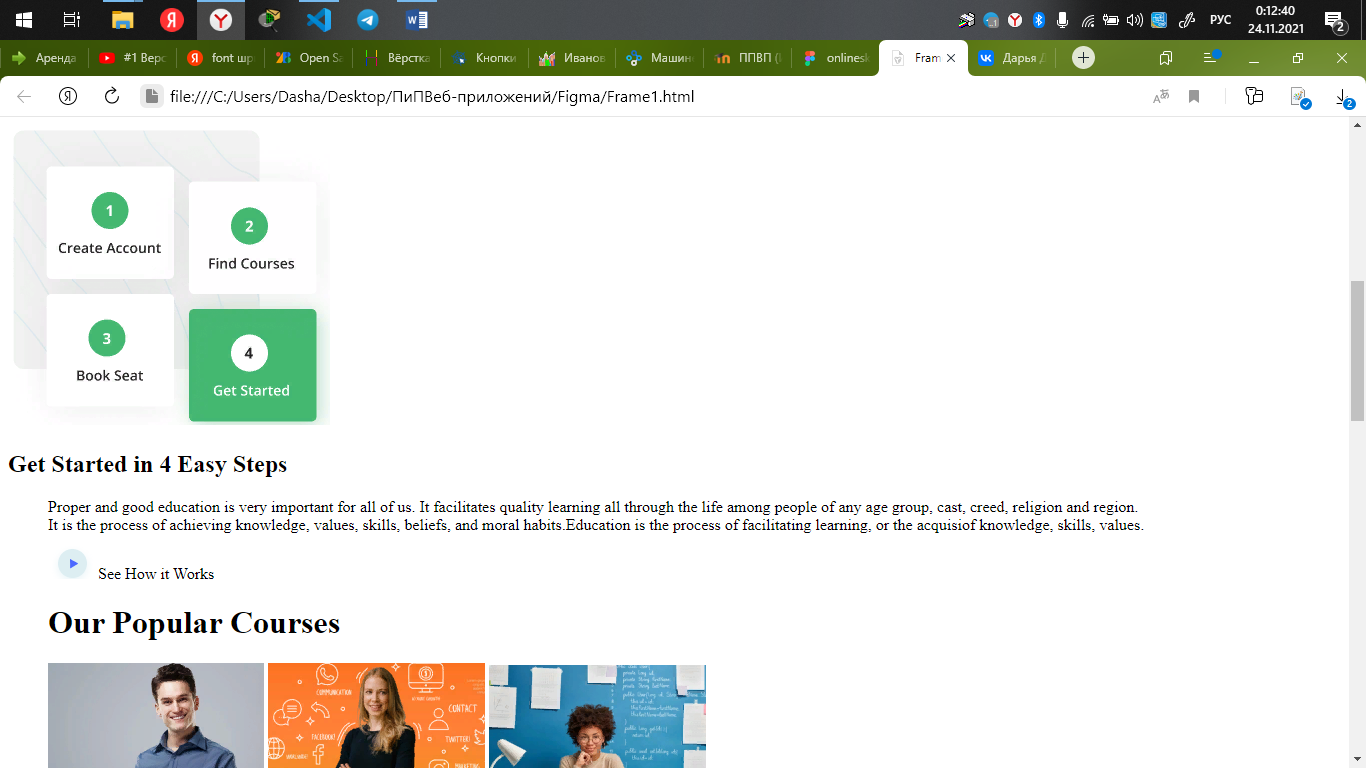 0:12:40
РУС
24.11.2021
2
Аренда
#1 Верс
font шр
Open Sa
Вёрстка
Кнопки
Иванов
Машин
ППВП (
onlinesk
Fram
Дарья Д
file:///C:/Users/Dasha/Desktop/ПиПВеб-приложений/Figma/Frame1.html
2
1
Create Account
2
Find Courses
3
Book Seat
4
Get Started
Get Started in 4 Easy Steps
Proper and good education is very important for all of us. It facilitates quality learning all through the life among people of any age group, cast, creed, religion and region.
It is the process of achieving knowledge, values, skills, beliefs, and moral habits.Education is the process of facilitating learning, or the acquisiof knowledge, skills, values.
See How it Works
Our Popular Courses
COMMUNICATION
CONTACT
FACEBOOK
TWITTER